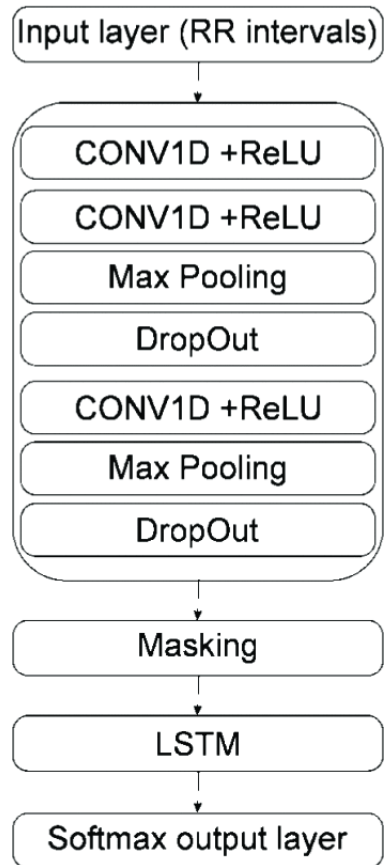 Input layer (RR intervals)
CONV1D +ReLU
CONV1D +ReLU
Max Pooling
DropOut
CONV1D +ReLU
Max Pooling
DropOut
Masking
LSTM
Softmax output layer